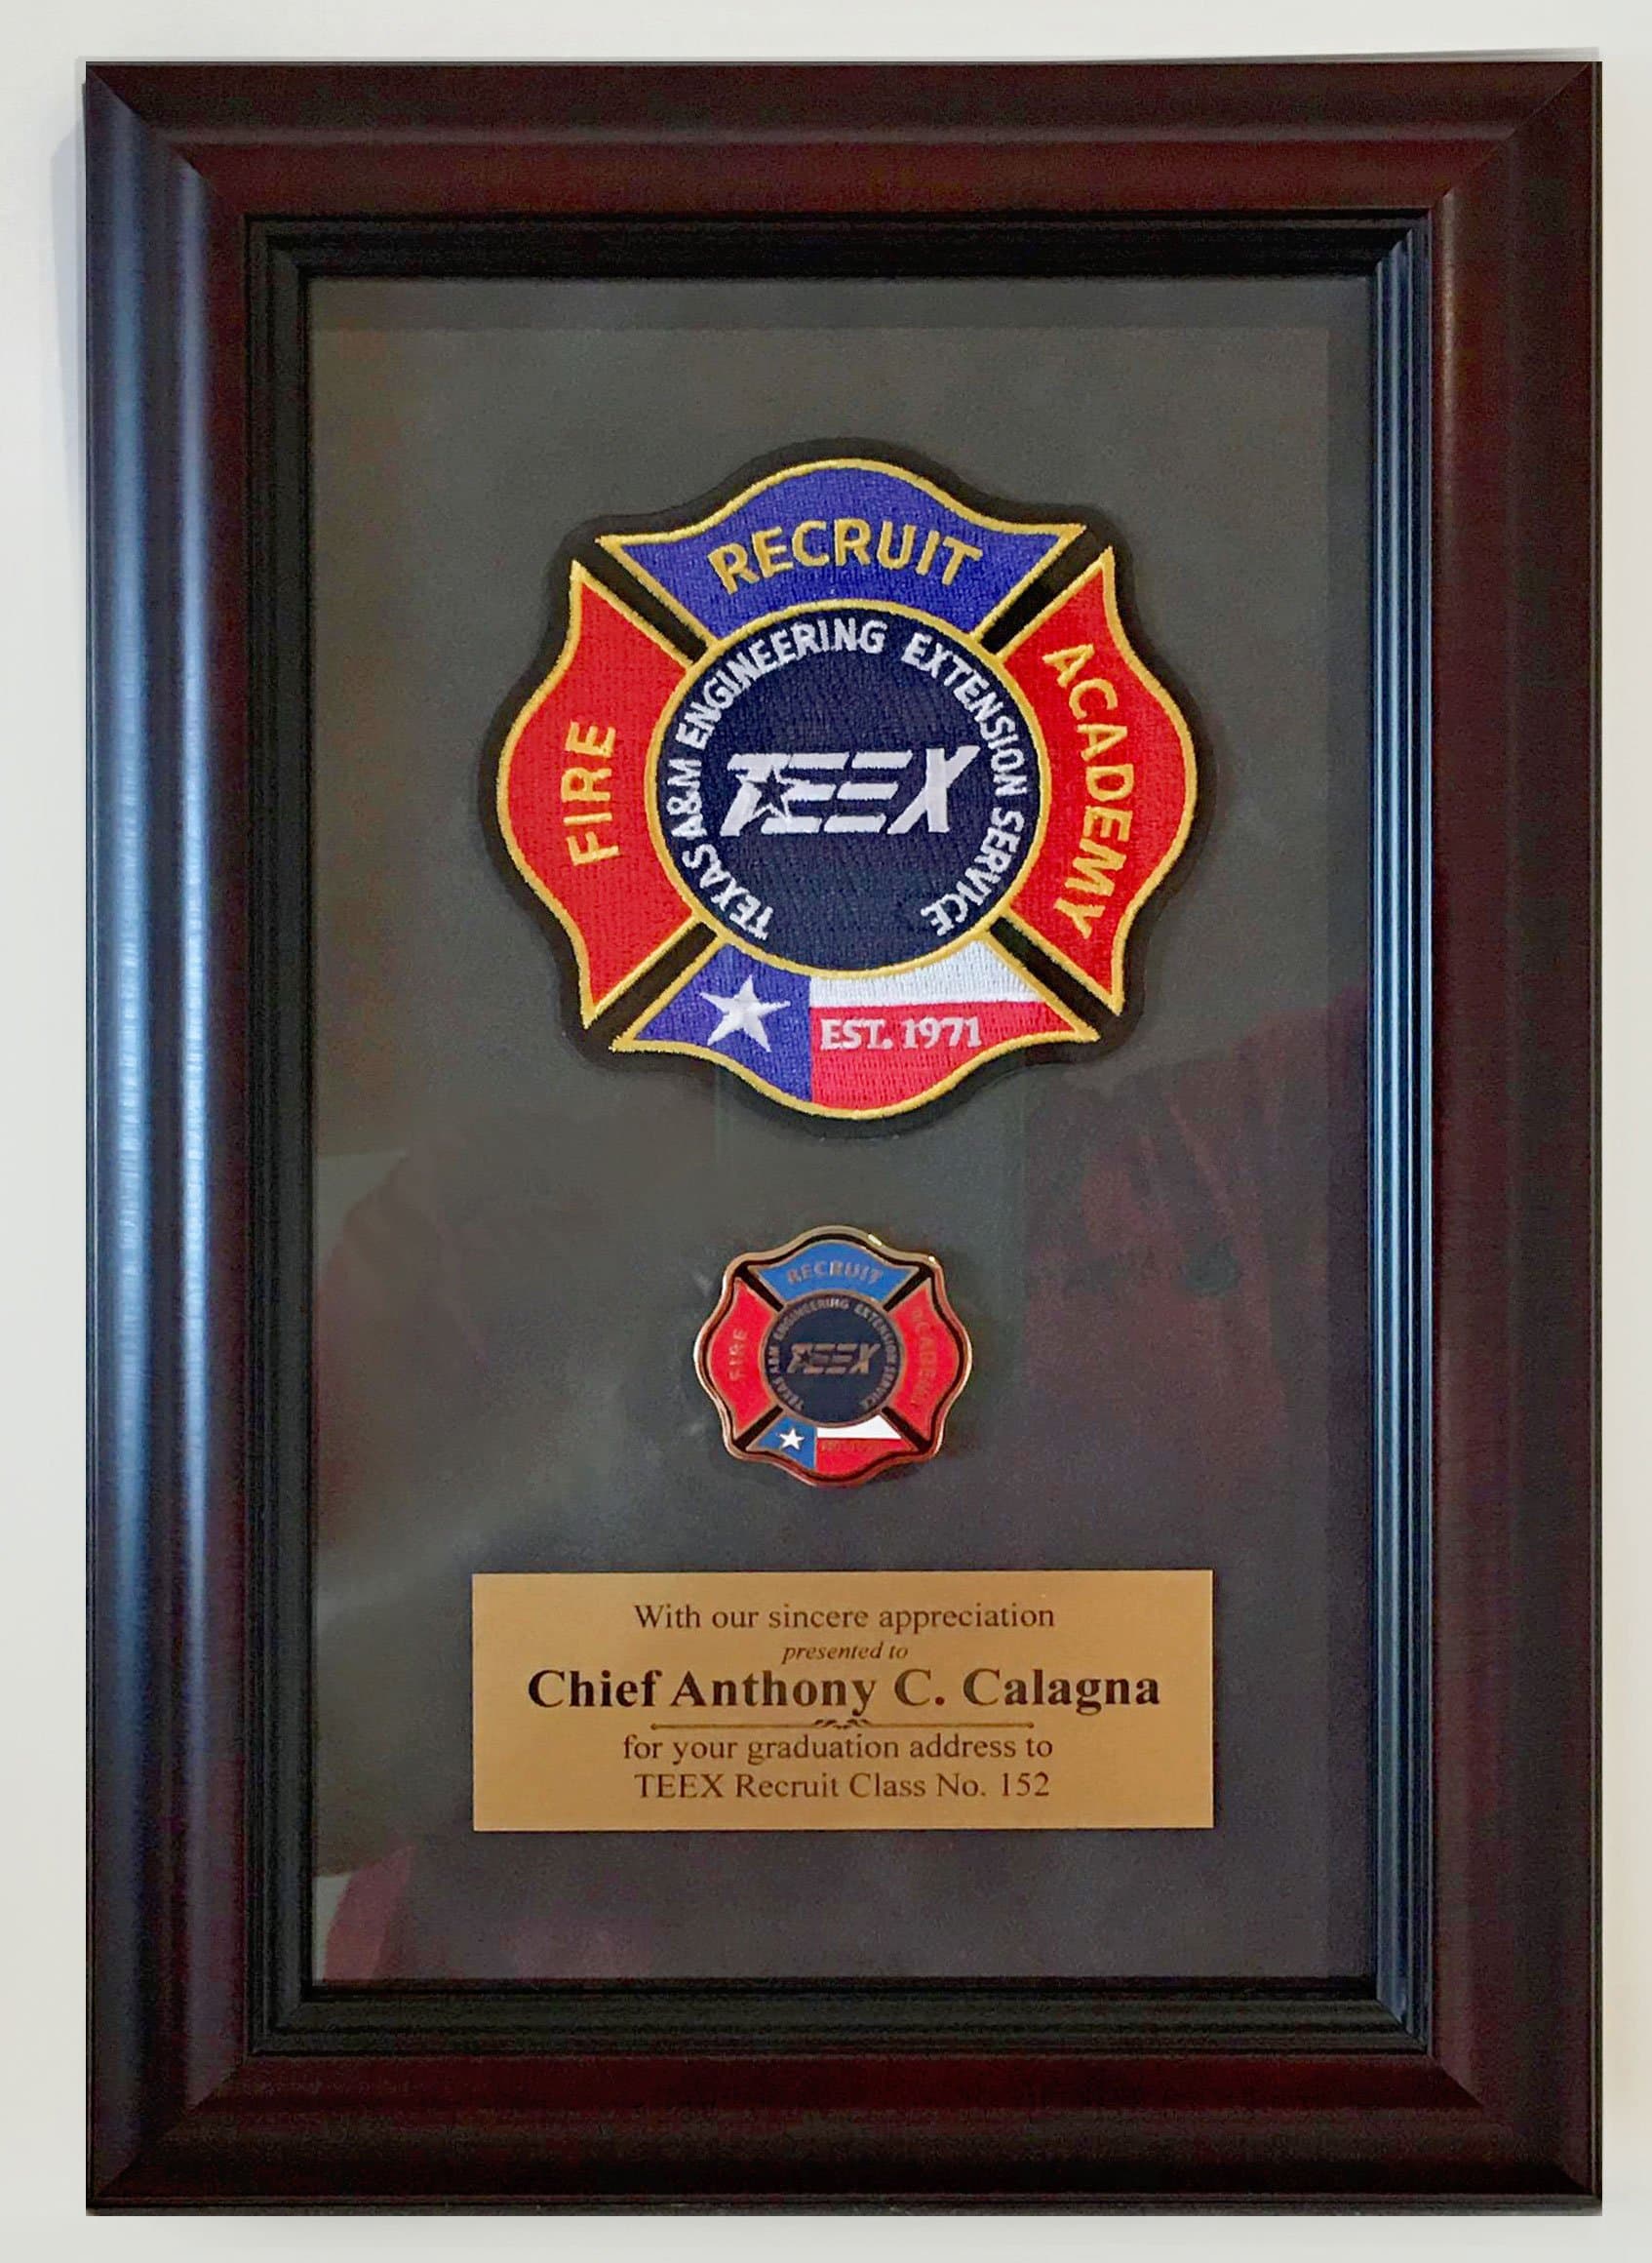 RECRUIT
FIRE
ACADEMY
TEXAS A&M ENGINEERING EXTENSION SERVICE
TEEX
EST. 1971
RECRUIT
FIRE
ACADEMY
TEXAS A&M ENGINEERING EXTENSION SERVICE
TEEX
With our sincere appreciation
presented to
Chief Anthony C. Calagna
for your graduation address to
TEEX Recruit Class No. 152